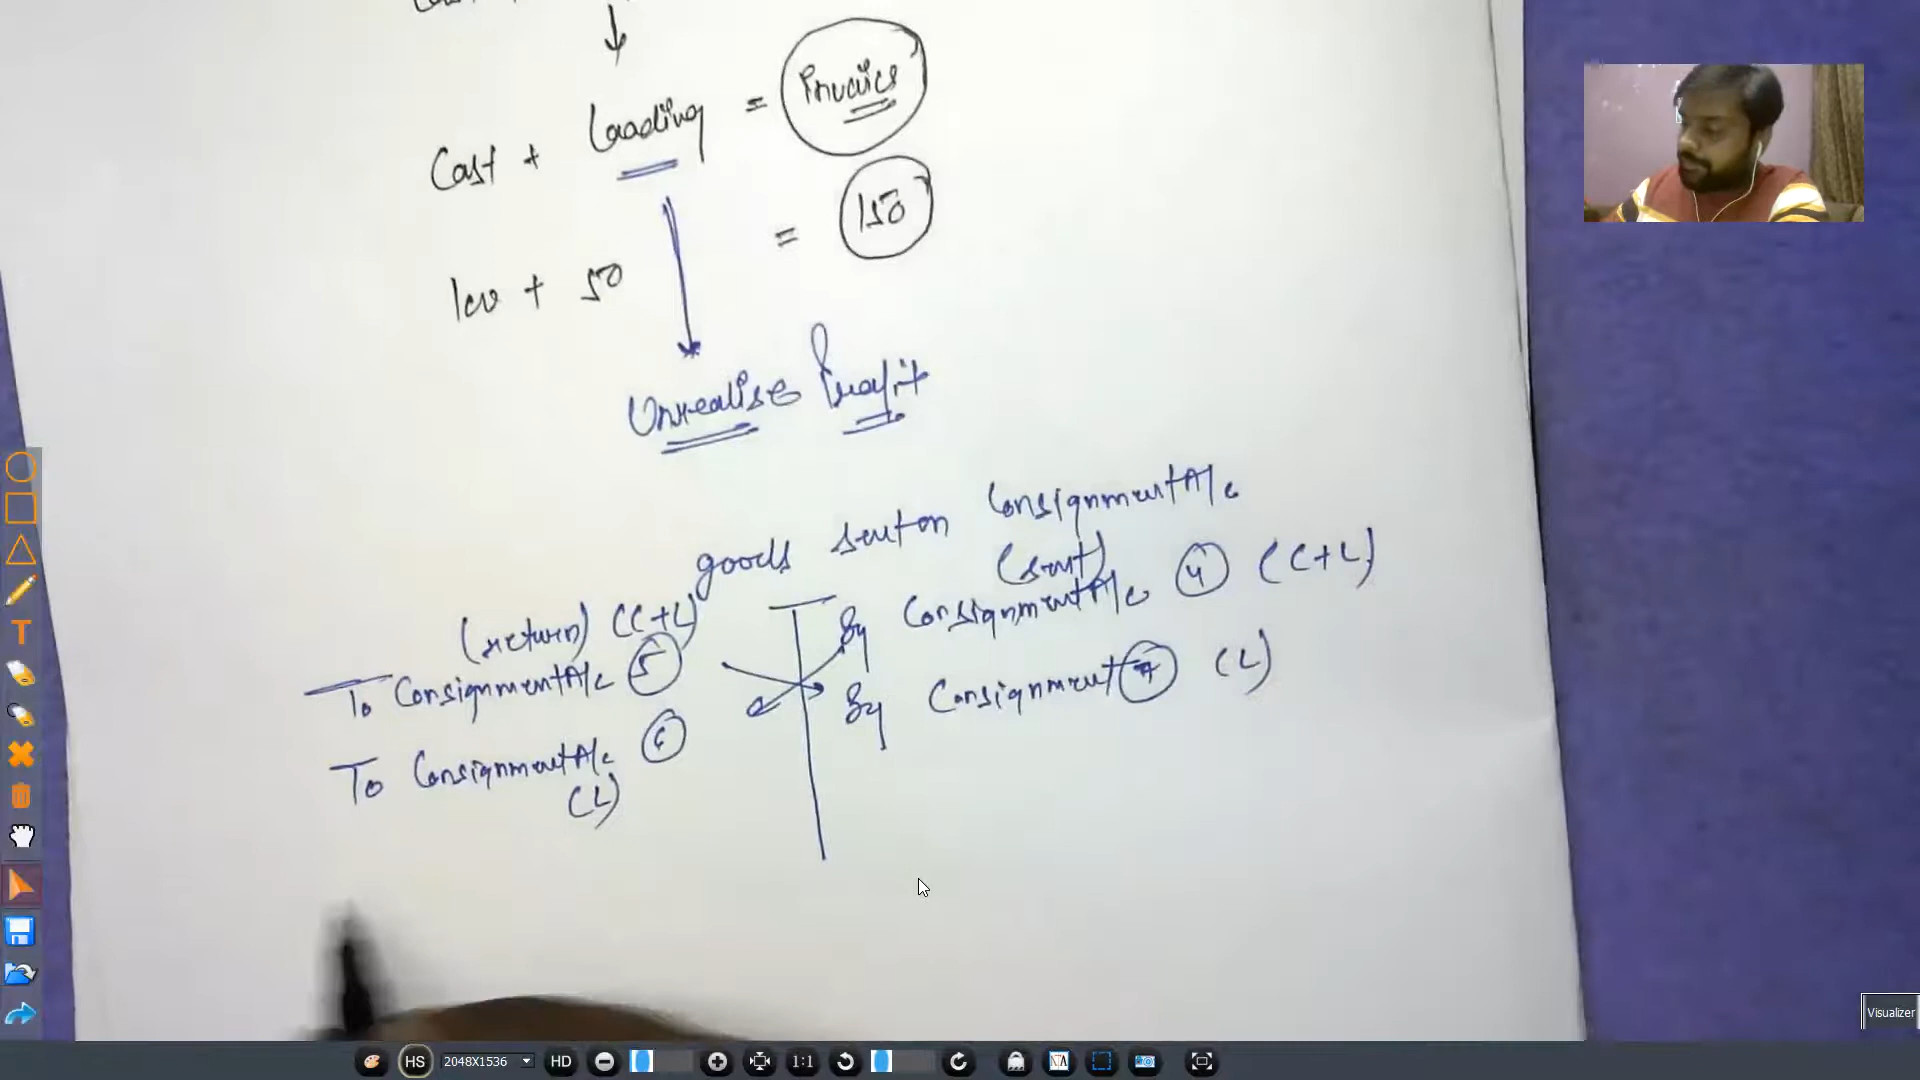 Cost + Loading = Invoice
100 + 50 = 150
Unrealise Profit
goods sent on Consignment A/c
(return) (C+L)
To Consignment A/c 5
To Consignment A/c 6
(L)
(sent)
By Consignment A/c 4 (C+L)
By Consignment 7 (L)
T
HS
2048X1536
HD
1:1
Visualizer